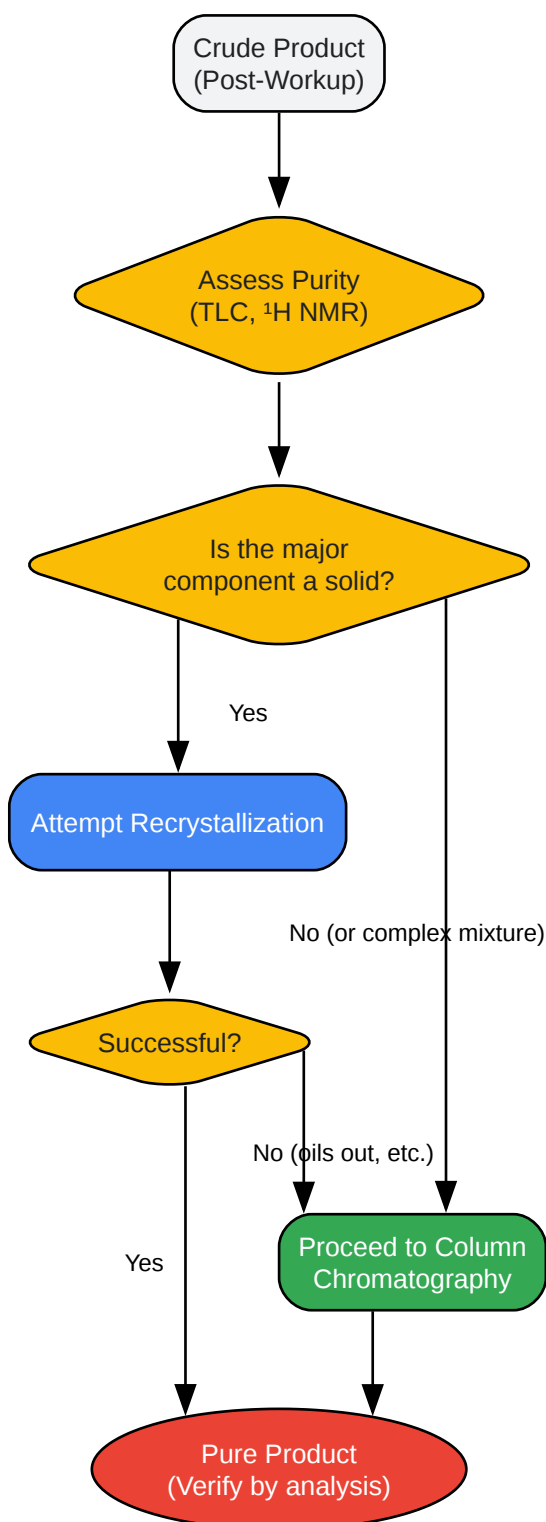 Crude Product
(Post-Workup)
Assess Purity
(TLC, ¹H NMR)
Is the major
component a solid?
Yes
Attempt Recrystallization
No (or complex mixture)
Successful?
No (oils out, etc.)
Proceed to Column
Chromatography
Yes
Pure Product
(Verify by analysis)